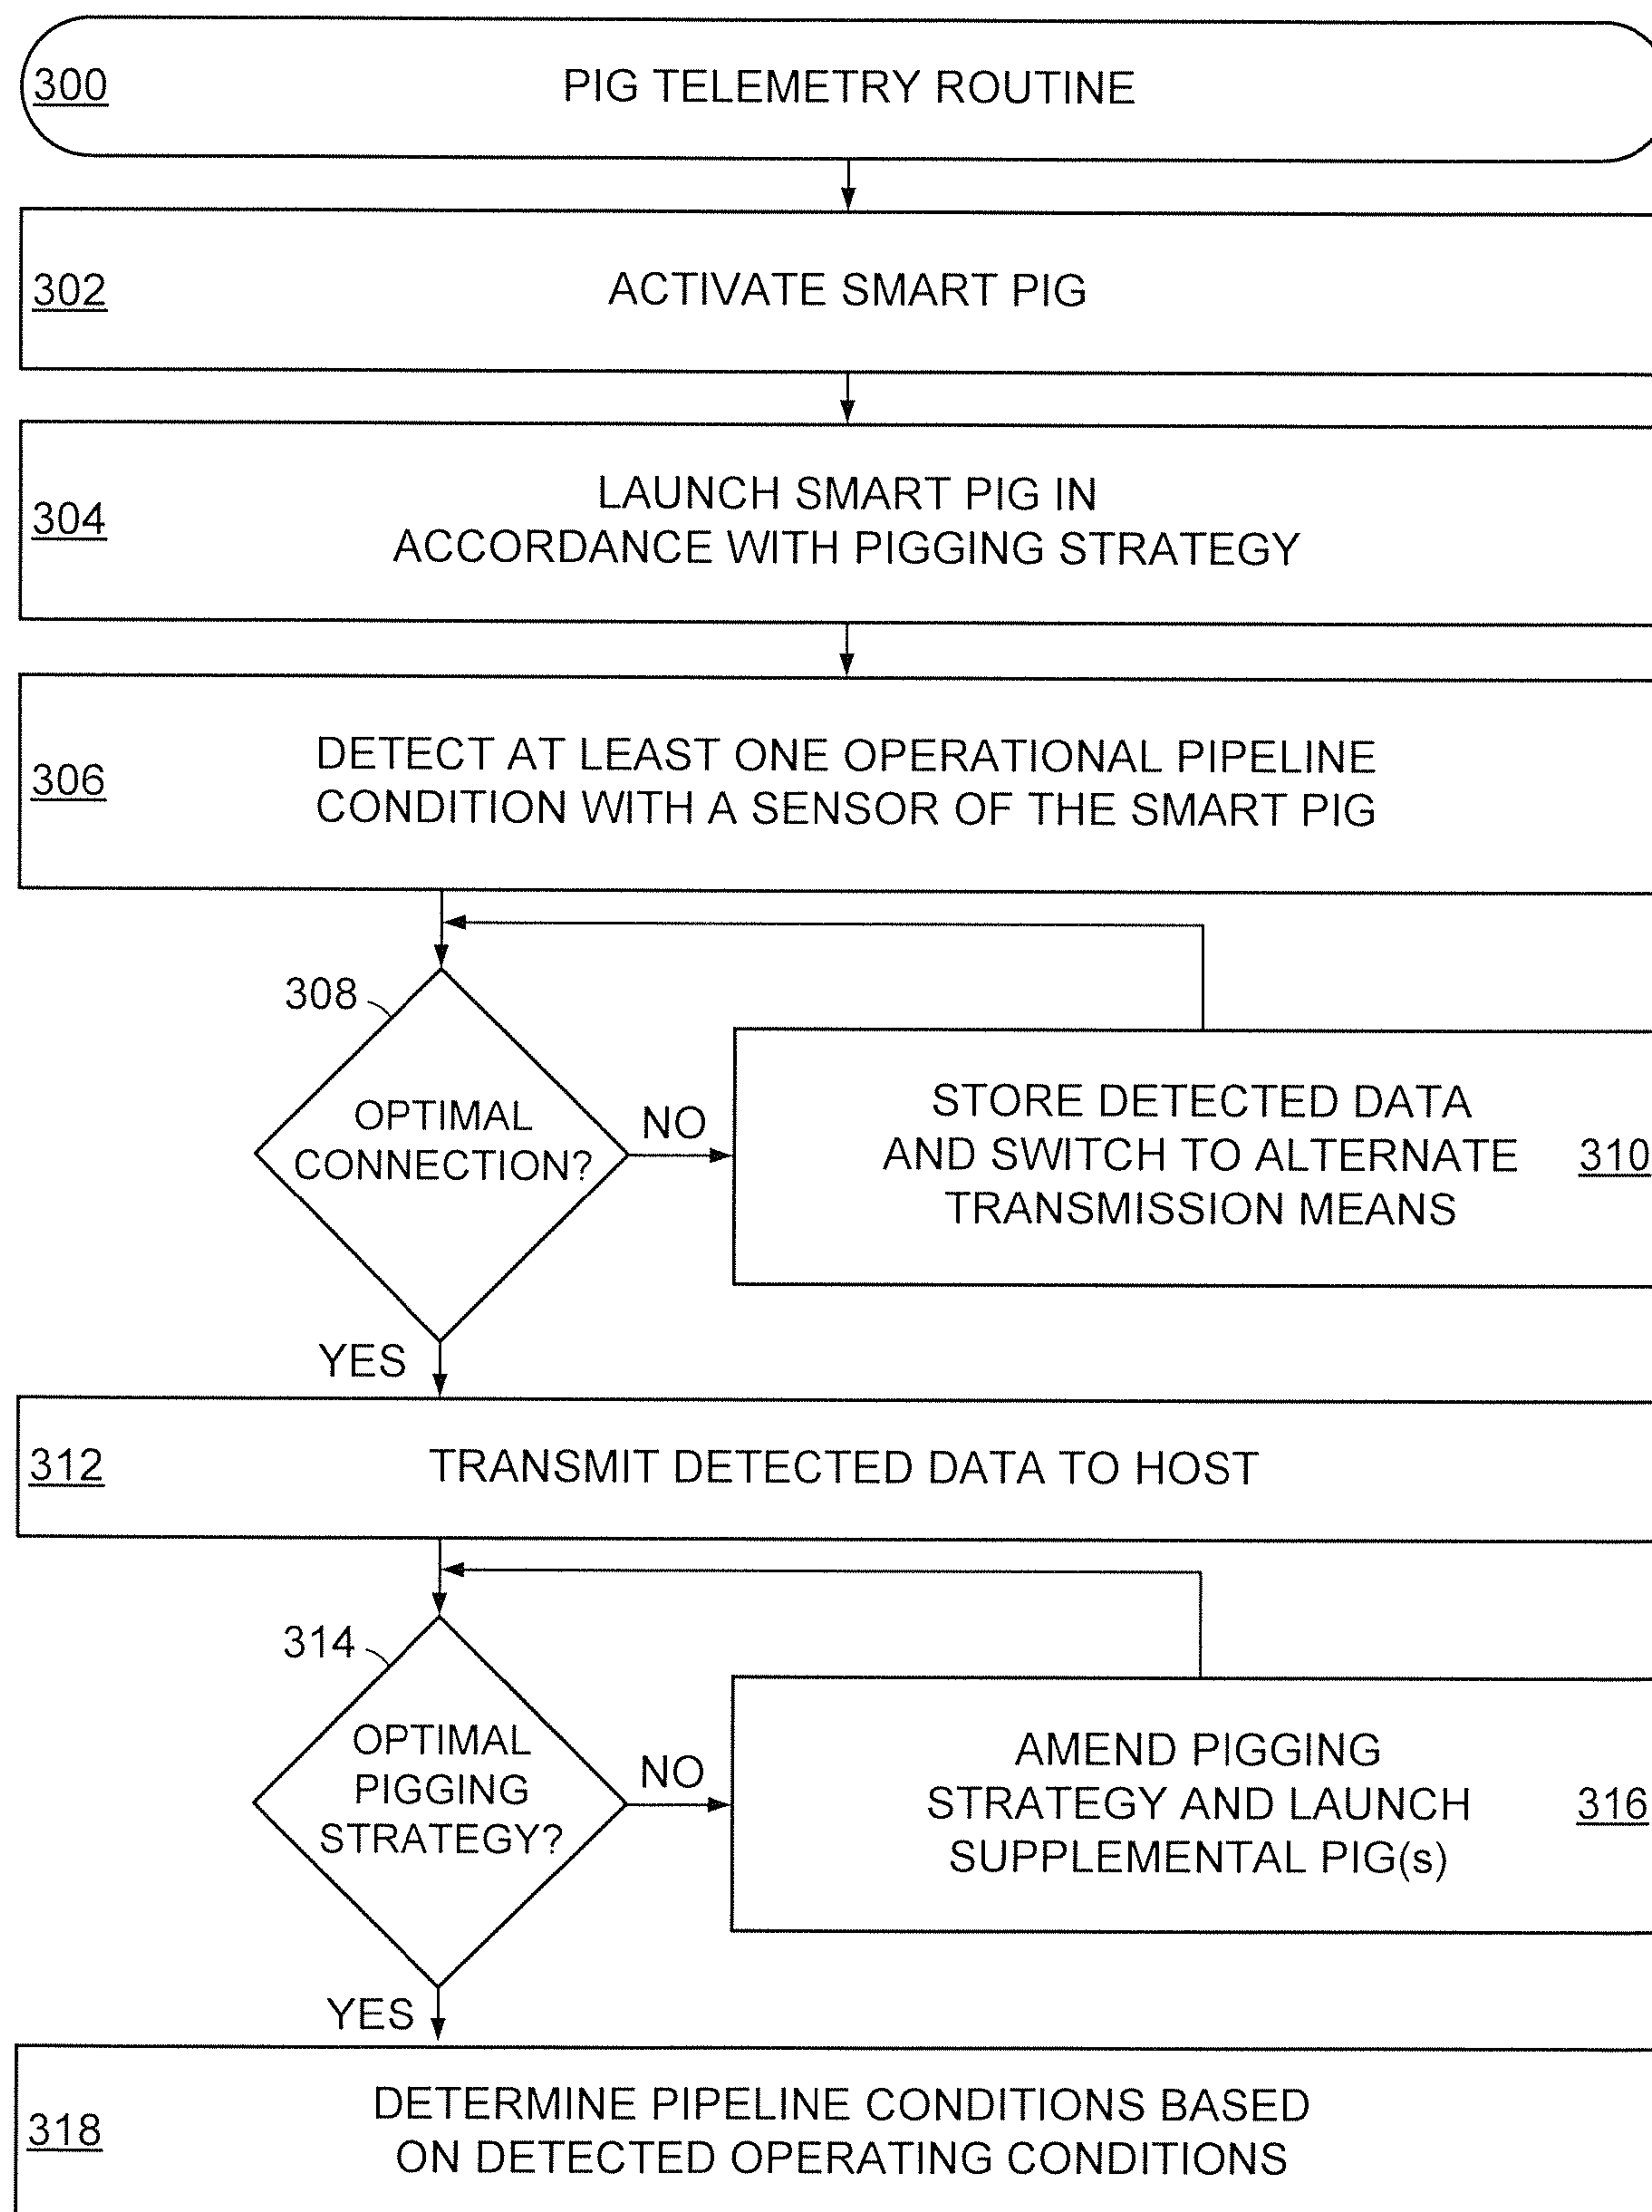 300 PIG TELEMETRY ROUTINE
302 ACTIVATE SMART PIG
LAUNCH SMART PIG IN
304
ACCORDANCE WITH PIGGING STRATEGY
DETECT AT LEAST ONE OPERATIONAL PIPELINE
306
CONDITION WITH A SENSOR OF THE SMART PIG
308
OPTIMAL
CONNECTION?
NO
STORE DETECTED DATA
AND SWITCH TO ALTERNATE
TRANSMISSION MEANS
310
YES
312 TRANSMIT DETECTED DATA TO HOST
314
OPTIMAL
PIGGING
STRATEGY?
NO
AMEND PIGGING
STRATEGY AND LAUNCH
SUPPLEMENTAL PIG(s)
316
YES
DETERMINE PIPELINE CONDITIONS BASED
318
ON DETECTED OPERATING CONDITIONS